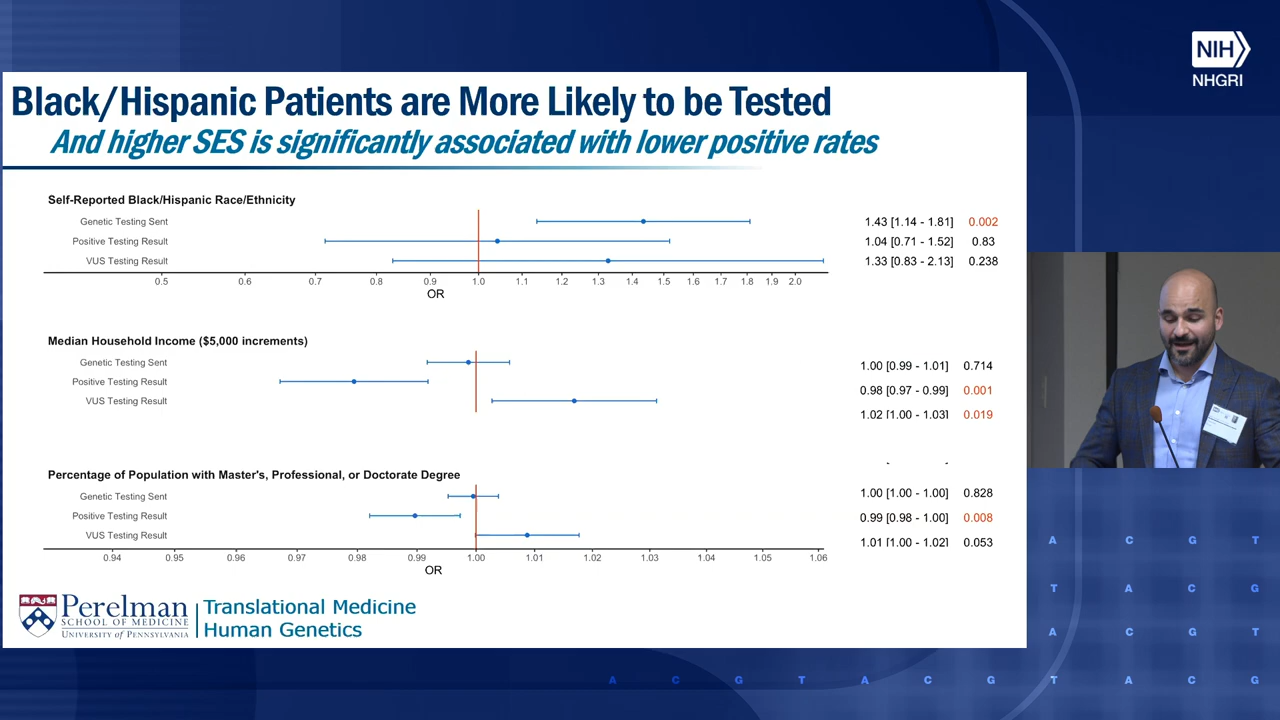 NIH
NHGRI
Black/Hispanic Patients are More Likely to be Tested
And higher SES is significantly associated with lower positive rates
Self-Reported Black/Hispanic Race/Ethnicity
Genetic Testing Sent 1.43 [1.14 - 1.81] 0.002
Positive Testing Result 1.04 [0.71 - 1.52] 0.83
VUS Testing Result 1.33 [0.83 - 2.13] 0.238
0.5 0.6 0.7 0.8 0.9 1.0 1.1 1.2 1.3 1.4 1.5 1.6 1.7 1.8 1.9 2.0
OR
Median Household Income ($5,000 increments)
Genetic Testing Sent 1.00 [0.99 - 1.01] 0.714
Positive Testing Result 0.98 [0.97 - 0.99] 0.001
VUS Testing Result 1.02 [1.00 - 1.03] 0.019
Percentage of Population with Master's, Professional, or Doctorate Degree
Genetic Testing Sent 1.00 [1.00 - 1.00] 0.828
Positive Testing Result 0.99 [0.98 - 1.00] 0.008
VUS Testing Result 1.01 [1.00 - 1.02] 0.053
0.94 0.95 0.96 0.97 0.98 0.99 1.00 1.01 1.02 1.03 1.04 1.05 1.06
OR
Perelman
SCHOOL OF MEDICINE
UNIVERSITY of PENNSYLVANIA
Translational Medicine
Human Genetics
A C G T
T A C G
A C G T
A C G T A C G T A C G